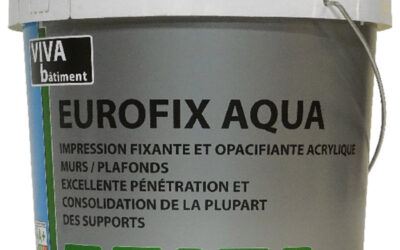 VIVA
bâtiment
EUROFIX AQUA
IMPRESSION FIXANTE ET OPACIFIANTE ACRYLIQUE
MURS / PLAFONDS
EXCELLENTE PÉNÉTRATION ET
CONSOLIDATION DE LA PLUPART
DES SUPPORTS